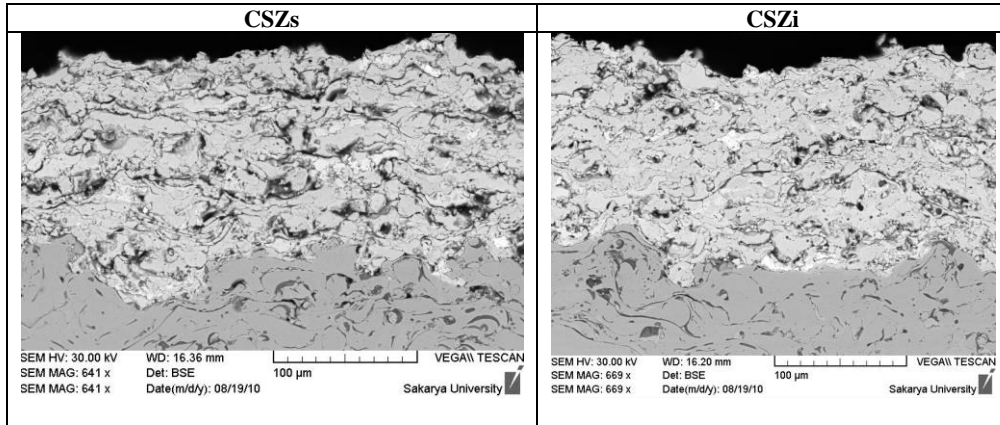 CSZs
CSZi
SEM HV: 30.00 kV WD: 16.36 mm VEGA\\ TESCAN
SEM MAG: 641 x Det: BSE 100 µm
SEM MAG: 641 x Date(m/d/y): 08/19/10 Sakarya University
SEM HV: 30.00 kV WD: 16.20 mm VEGA\\ TESCAN
SEM MAG: 669 x Det: BSE 100 µm
SEM MAG: 669 x Date(m/d/y): 08/19/10 Sakarya University